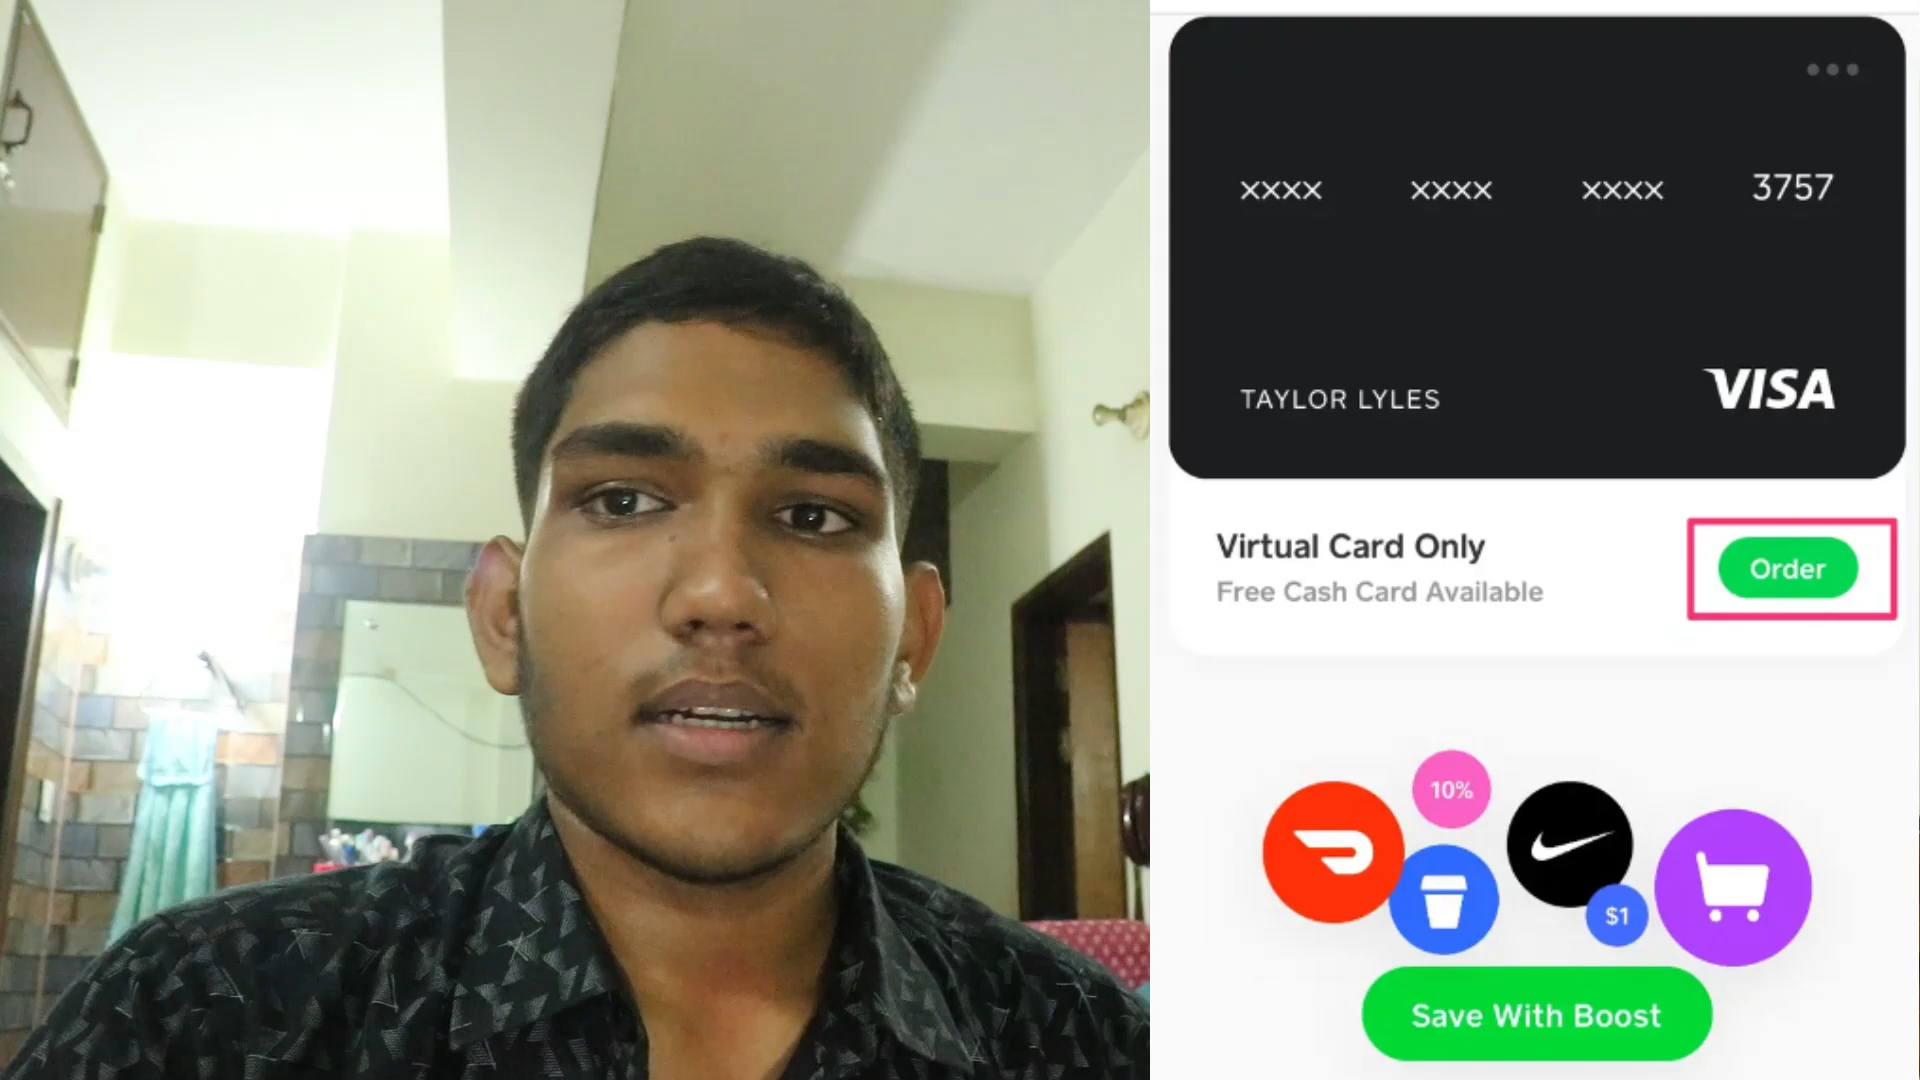 xxxx xxxx xxxx 3757
TAYLOR LYLES
VISA
Virtual Card Only
Free Cash Card Available
Order
10%
$1
Save With Boost